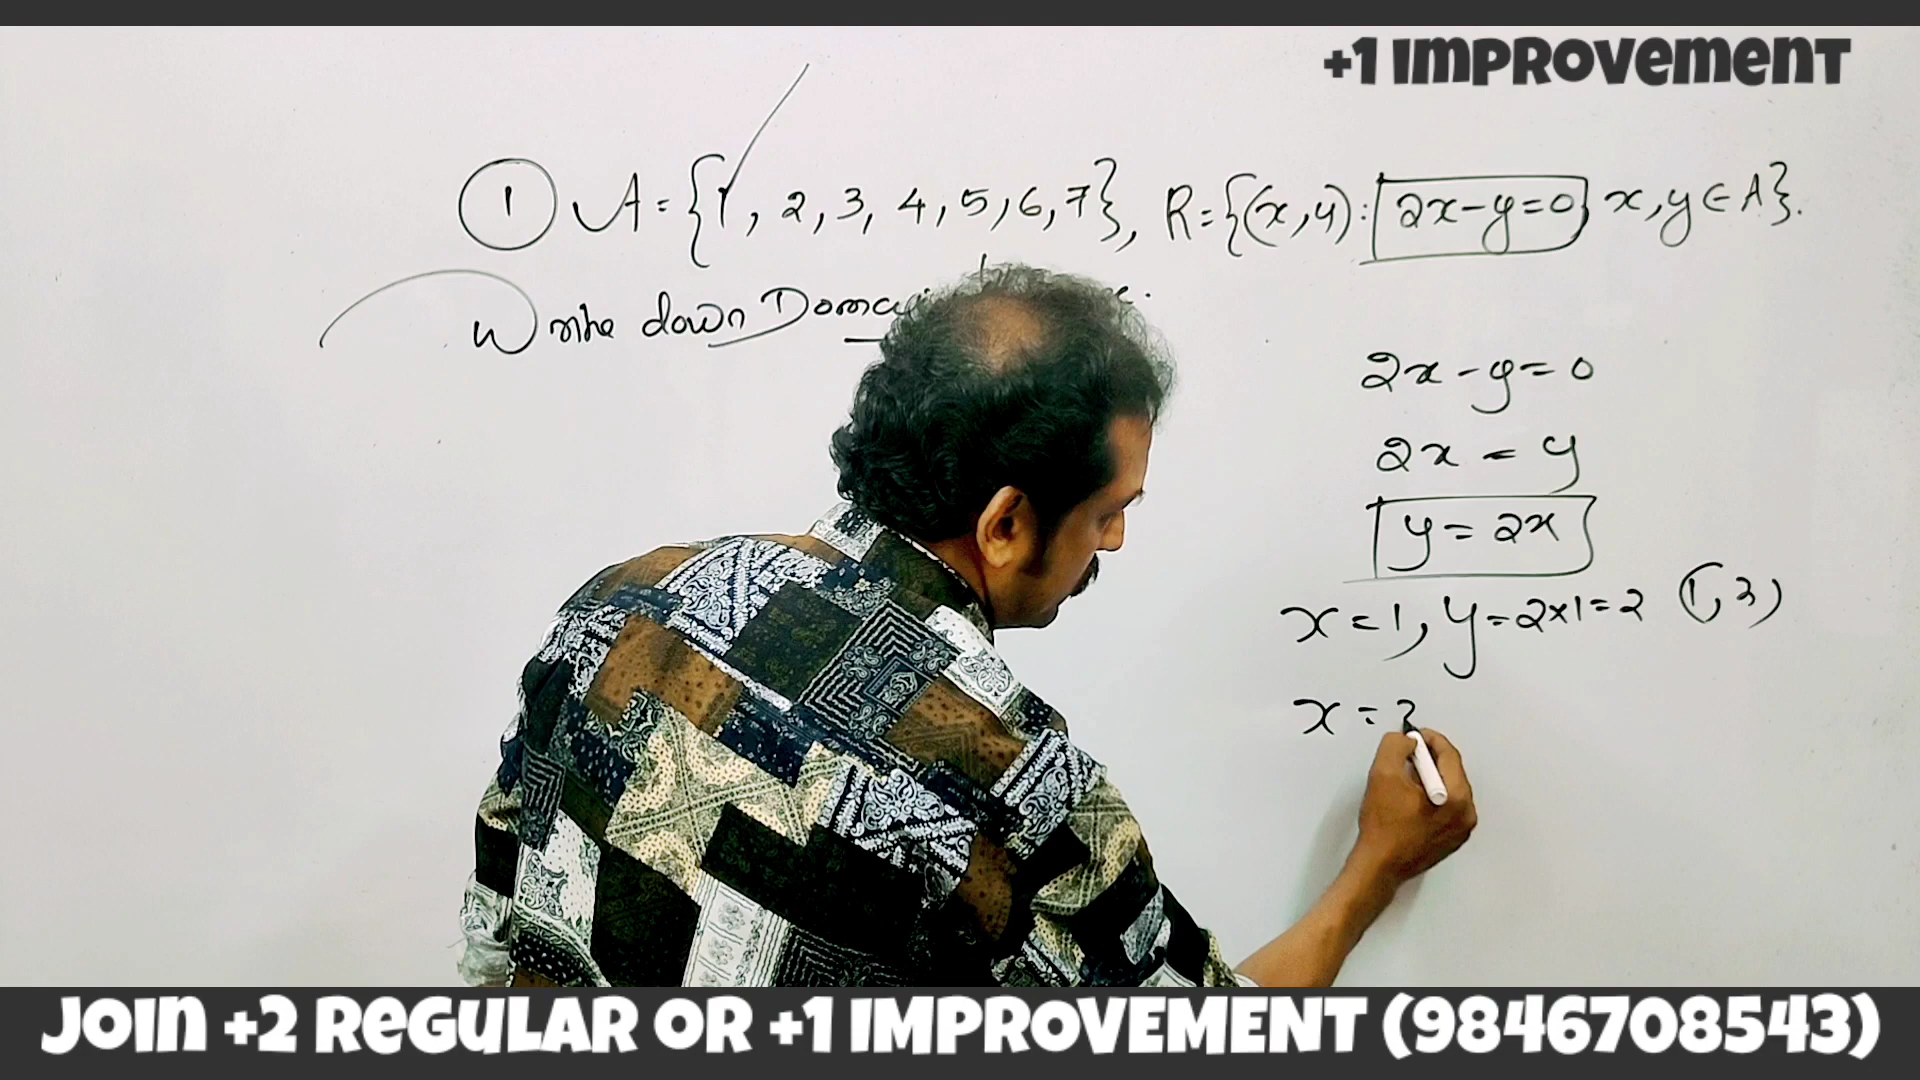 +1 IMPROVEMENT
① A = {1, 2, 3, 4, 5, 6, 7}, R = {(x, y) : 2x - y = 0, x, y ∈ A}.
Write down
2x - y = 0
2x = y
y = 2x
x = 1, y = 2×1 = 2 (1, 2)
x =
JOIN +2 REGULAR OR +1 IMPROVEMENT (9846708543)